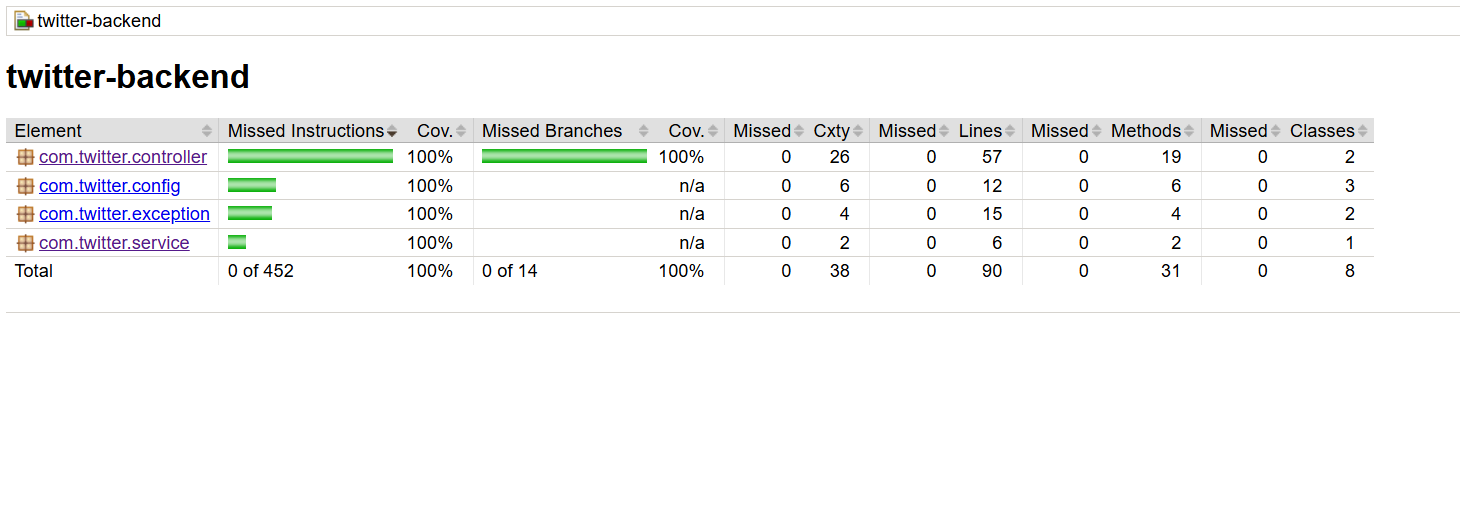 twitter-backend
twitter-backend
Element Missed Instructions Cov. Missed Branches Cov. Missed Cxty Missed Lines Missed Methods Missed Classes
com.twitter.controller 100% 100% 0 26 0 57 0 19 0 2
com.twitter.config 100% n/a 0 6 0 12 0 6 0 3
com.twitter.exception 100% n/a 0 4 0 15 0 4 0 2
com.twitter.service 100% n/a 0 2 0 6 0 2 0 1
Total 0 of 452 100% 0 of 14 100% 0 38 0 90 0 31 0 8